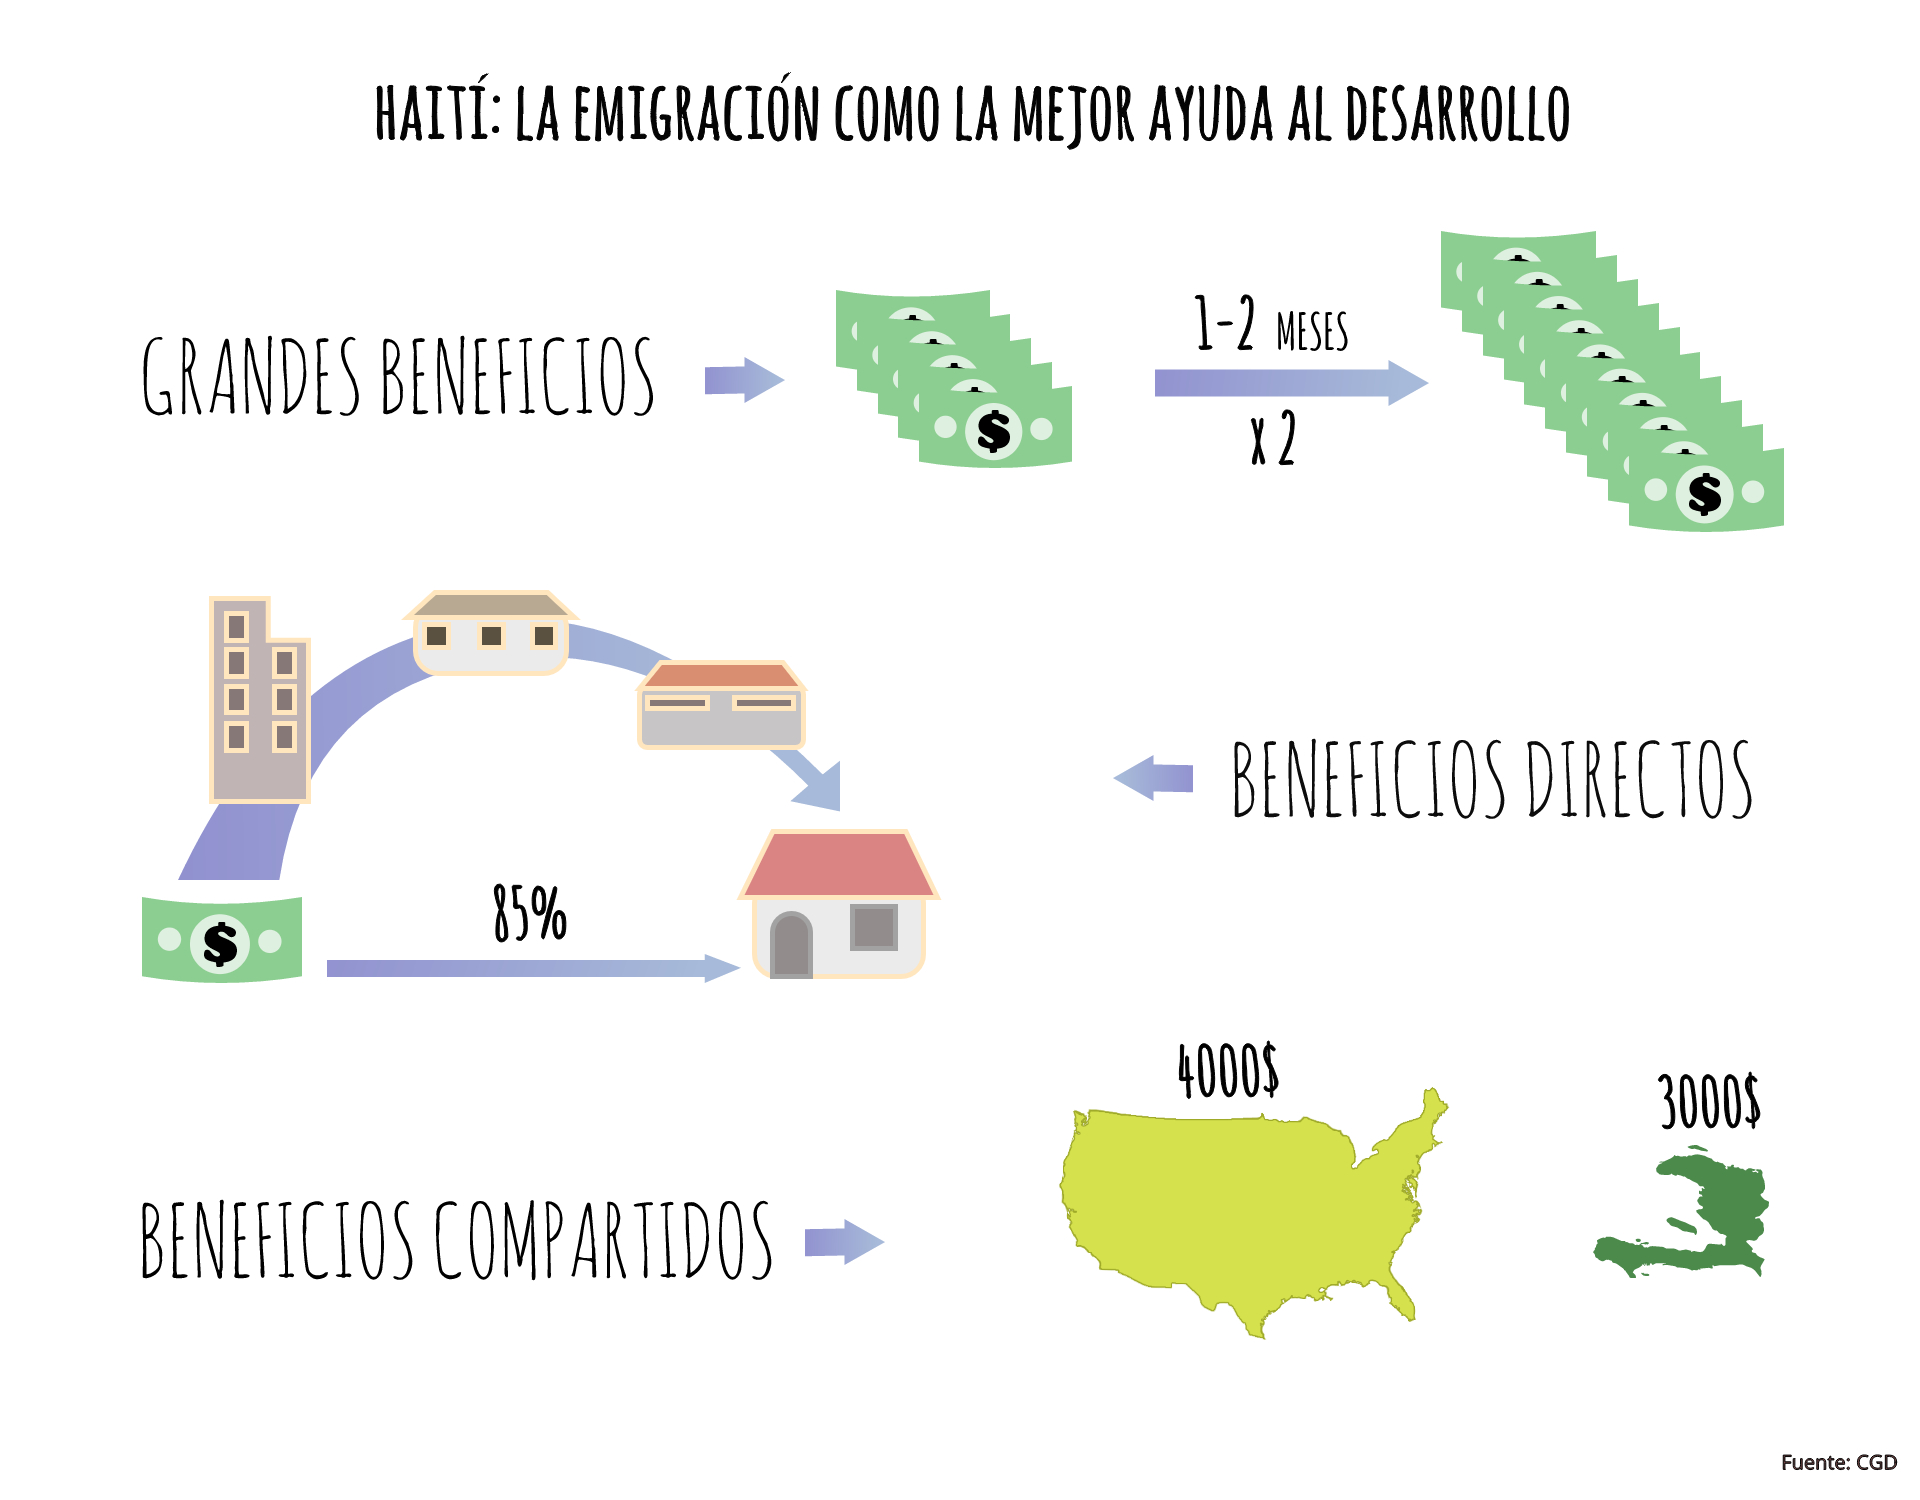 HAITÍ: LA EMIGRACIÓN COMO LA MEJOR AYUDA AL DESARROLLO
GRANDES BENEFICIOS
$
1-2 MESES
X 2
$
BENEFICIOS DIRECTOS
85%
$
4000$
3000$
BENEFICIOS COMPARTIDOS
Fuente: CGD